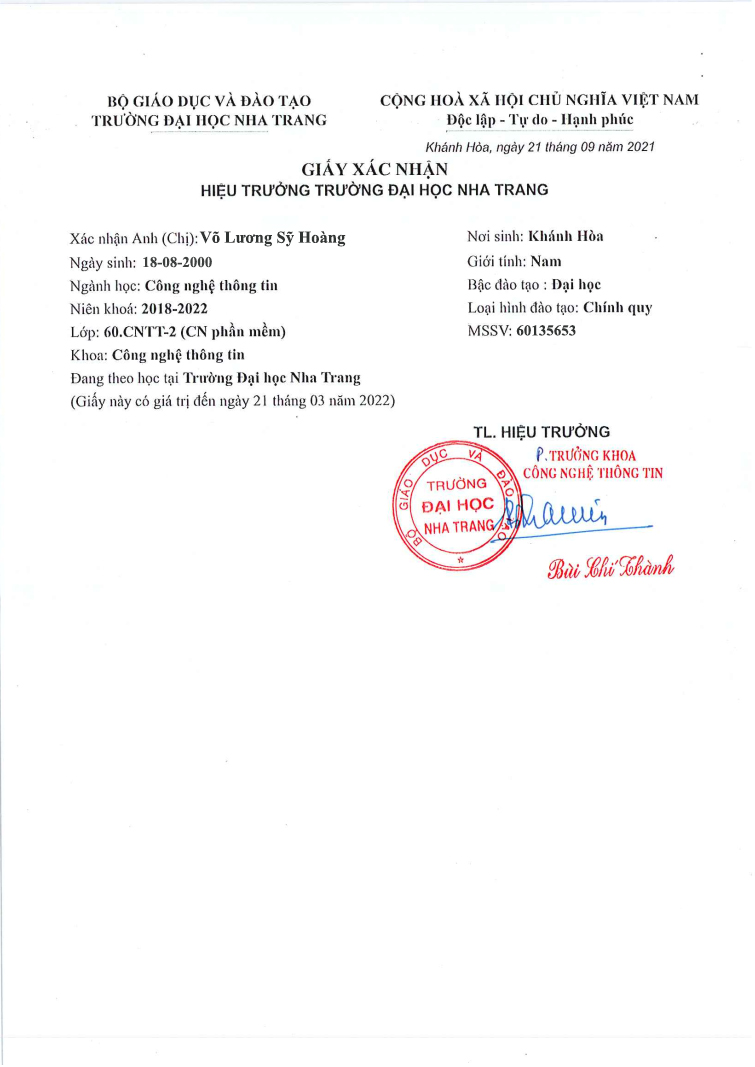 BỘ GIÁO DỤC VÀ ĐÀO TẠO
TRƯỜNG ĐẠI HỌC NHA TRANG
CỘNG HOÀ XÃ HỘI CHỦ NGHĨA VIỆT NAM
Độc lập - Tự do - Hạnh phúc
Khánh Hòa, ngày 21 tháng 09 năm 2021
GIẤY XÁC NHẬN
HIỆU TRƯỞNG TRƯỜNG ĐẠI HỌC NHA TRANG
Xác nhận Anh (Chị): Võ Lương Sỹ Hoàng
Nơi sinh: Khánh Hòa
Ngày sinh: 18-08-2000
Giới tính: Nam
Ngành học: Công nghệ thông tin
Bậc đào tạo : Đại học
Niên khoá: 2018-2022
Loại hình đào tạo: Chính quy
Lớp: 60.CNTT-2 (CN phần mềm)
MSSV: 60135653
Khoa: Công nghệ thông tin
Đang theo học tại Trường Đại học Nha Trang
(Giấy này có giá trị đến ngày 21 tháng 03 năm 2022)
TL. HIỆU TRƯỞNG
P. TRƯỞNG KHOA
CÔNG NGHỆ THÔNG TIN
BỘ GIÁO DỤC VÀ ĐÀO TẠO
TRƯỜNG
ĐẠI HỌC
NHA TRANG
Bùi Chí Thành